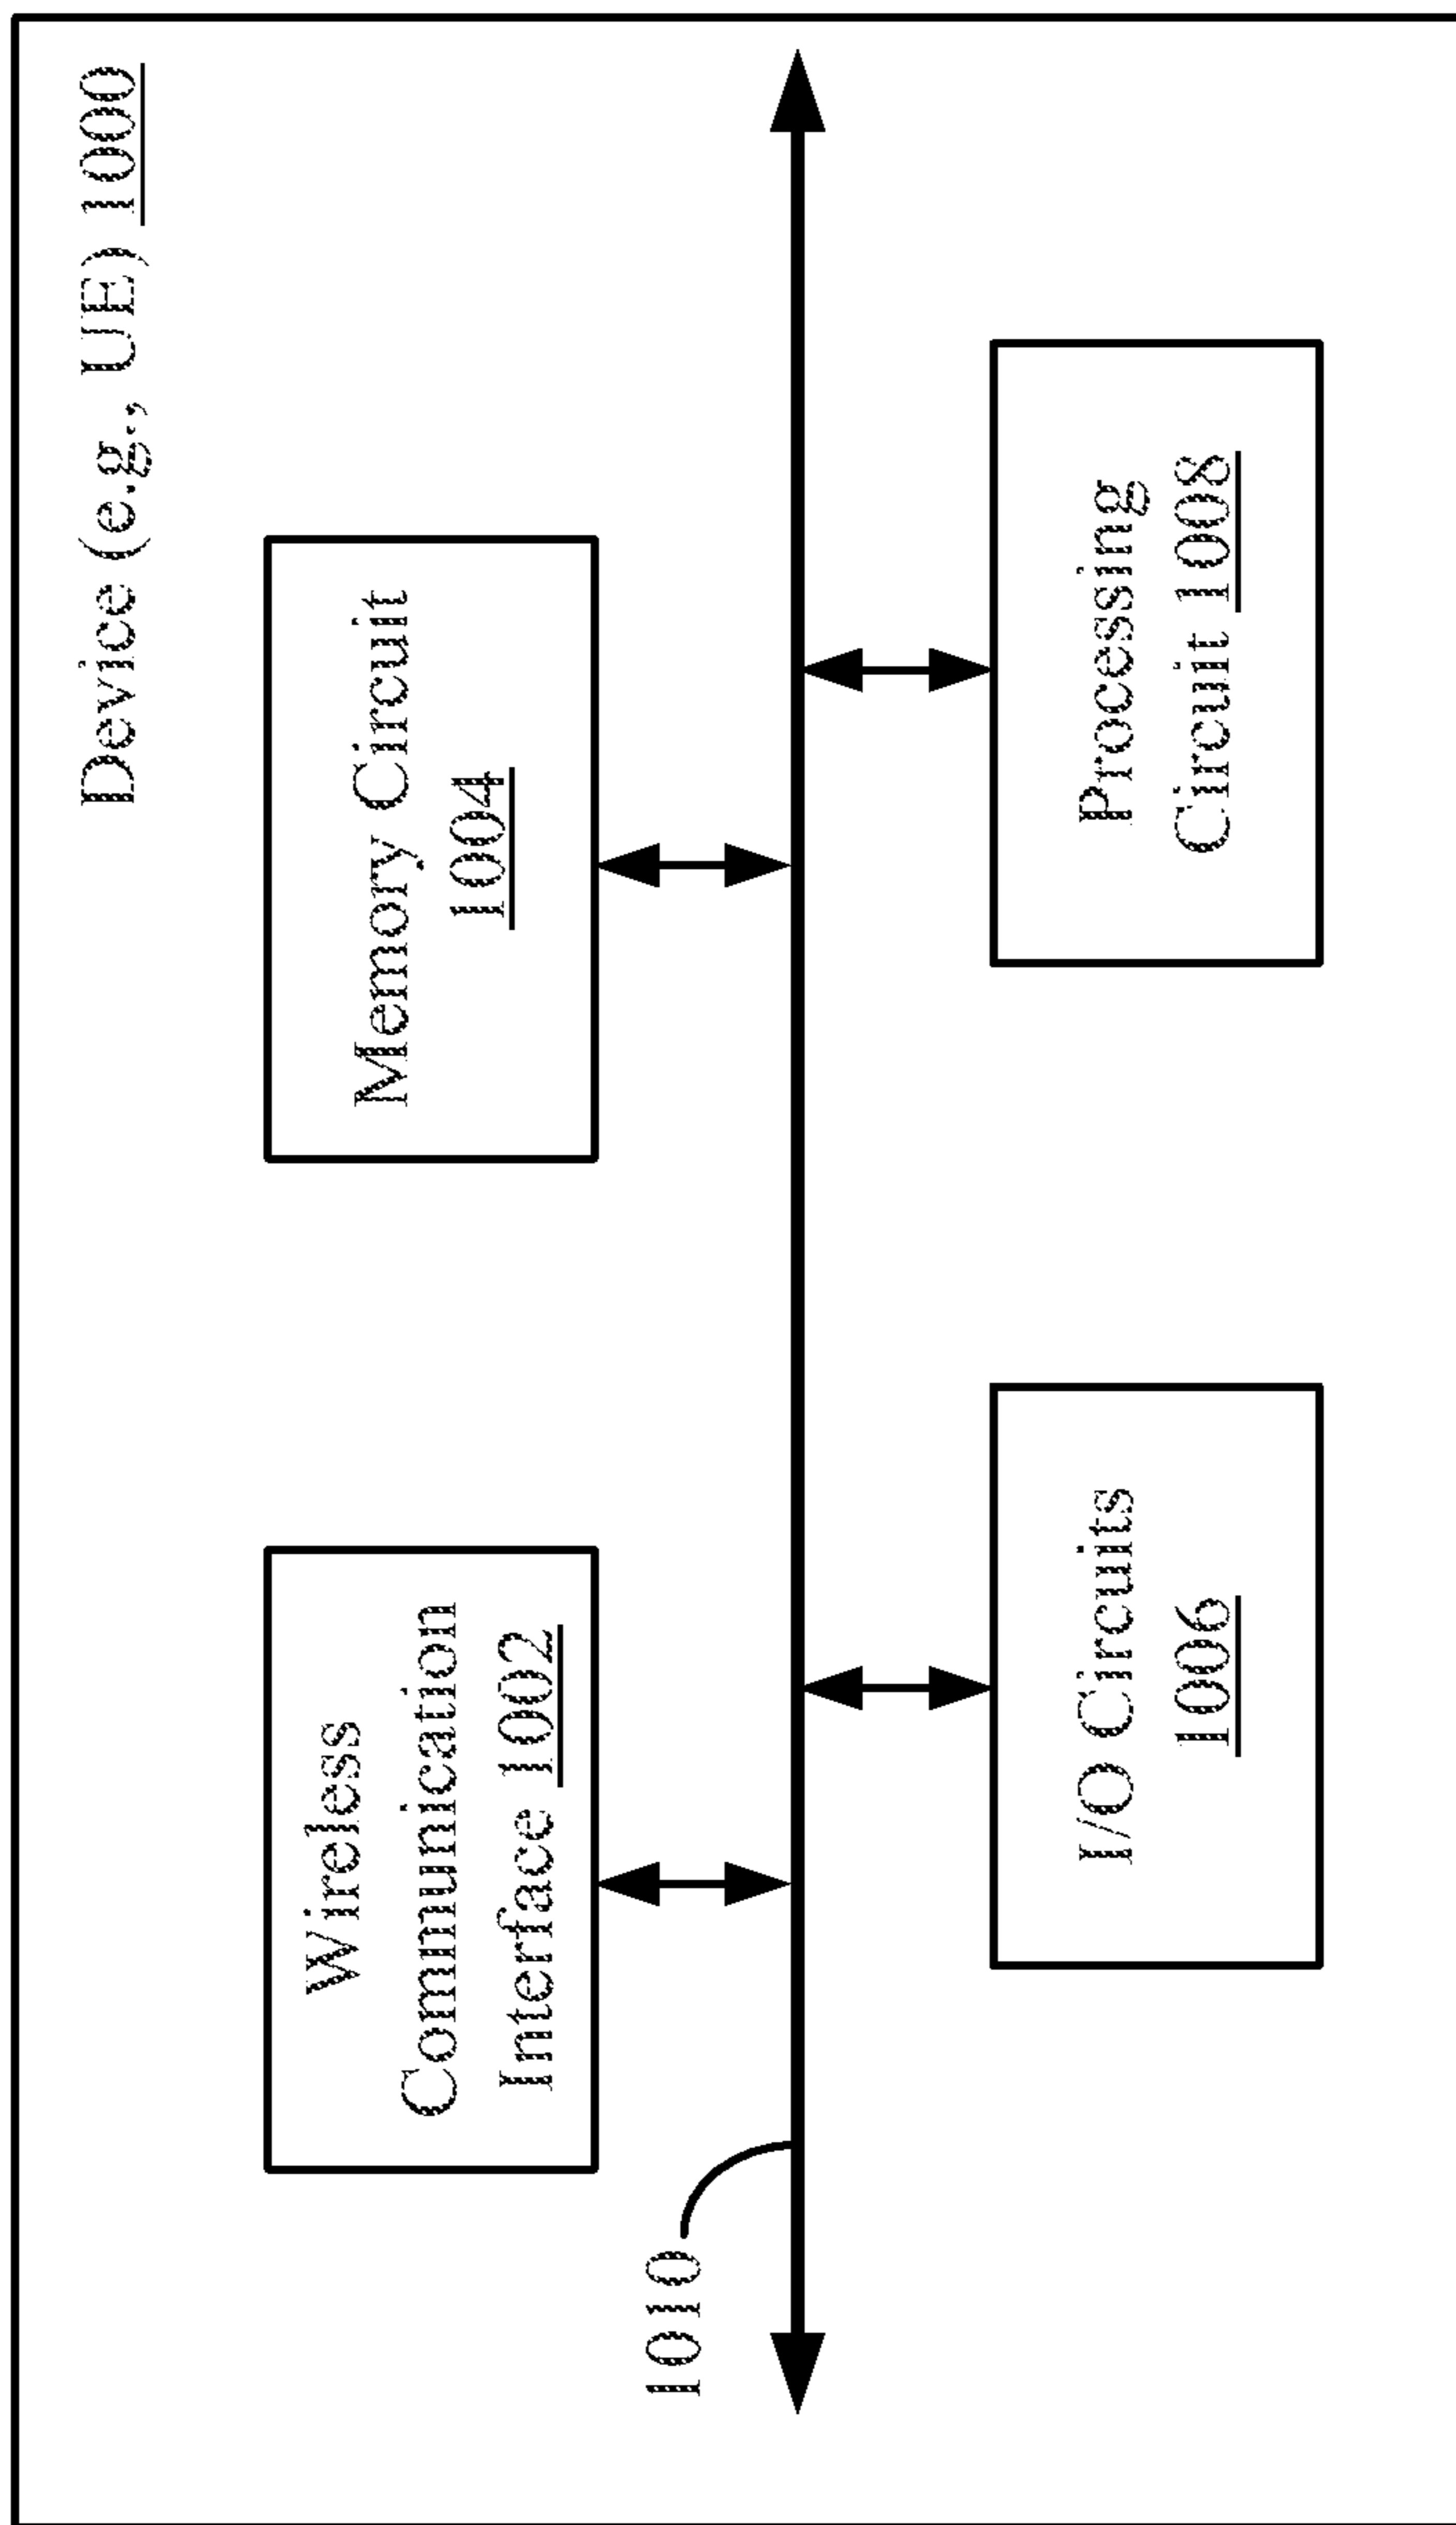 Device (e.g., UE) 1000
Wireless
Communication
Interface 1002
Memory Circuit
1004
1010
I/O Circuits
1006
Processing
Circuit 1008